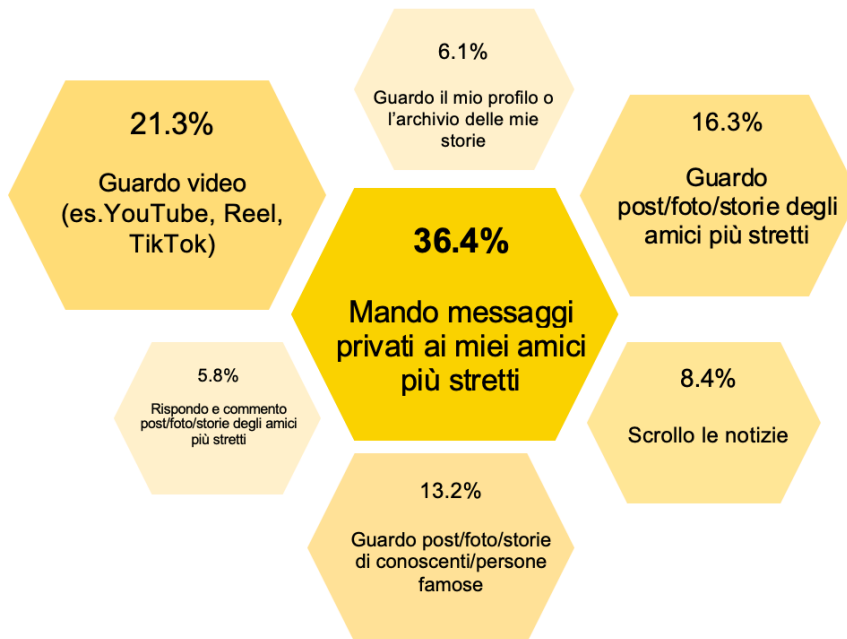 6.1%
Guardo il mio profilo o
l'archivio delle mie
storie
21.3%
Guardo video
(es.YouTube, Reel,
TikTok)
16.3%
Guardo
post/foto/storie degli
amici più stretti
36.4%
Mando messaggi
privati ai miei amici
più stretti
5.8%
Rispondo e commento
post/foto/storie degli amici
più stretti
8.4%
Scrollo le notizie
13.2%
Guardo post/foto/storie
di conoscenti/persone
famose